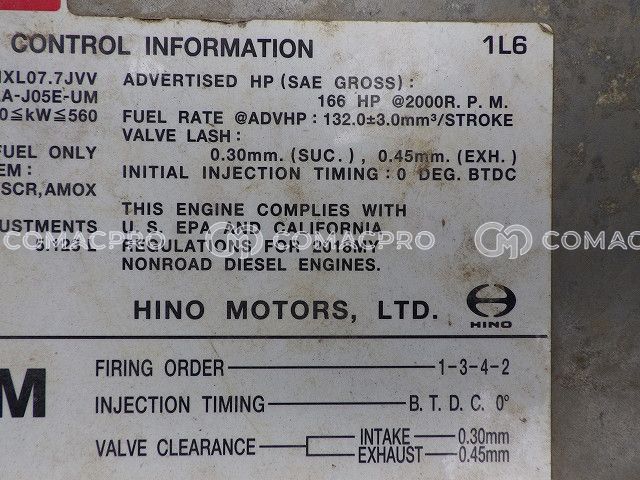 CONTROL INFORMATION 1L6
HXL07.7JVV ADVERTISED HP (SAE GROSS):
A-J05E-UM 166 HP @2000R.P.M.
0≦kW≦560 FUEL RATE @ADVHP:132.0±3.0mm³/STROKE
VALVE LASH:
FUEL ONLY 0.30mm.(SUC.), 0.45mm.(EXH.)
EM: INITIAL INJECTION TIMING:0 DEG.BTDC
SCR,AMOX
THIS ENGINE COMPLIES WITH
USTMENTS U.S. EPA AND CALIFORNIA
5.123 L REGULATIONS FOR 2018MY
NONROAD DIESEL ENGINES.
COMACPRO COMACPRO
HINO MOTORS, LTD. HINO
M
FIRING ORDER 1-3-4-2
INJECTION TIMING B.T.D.C. 0°
VALVE CLEARANCE INTAKE 0.30mm
EXHAUST 0.45mm